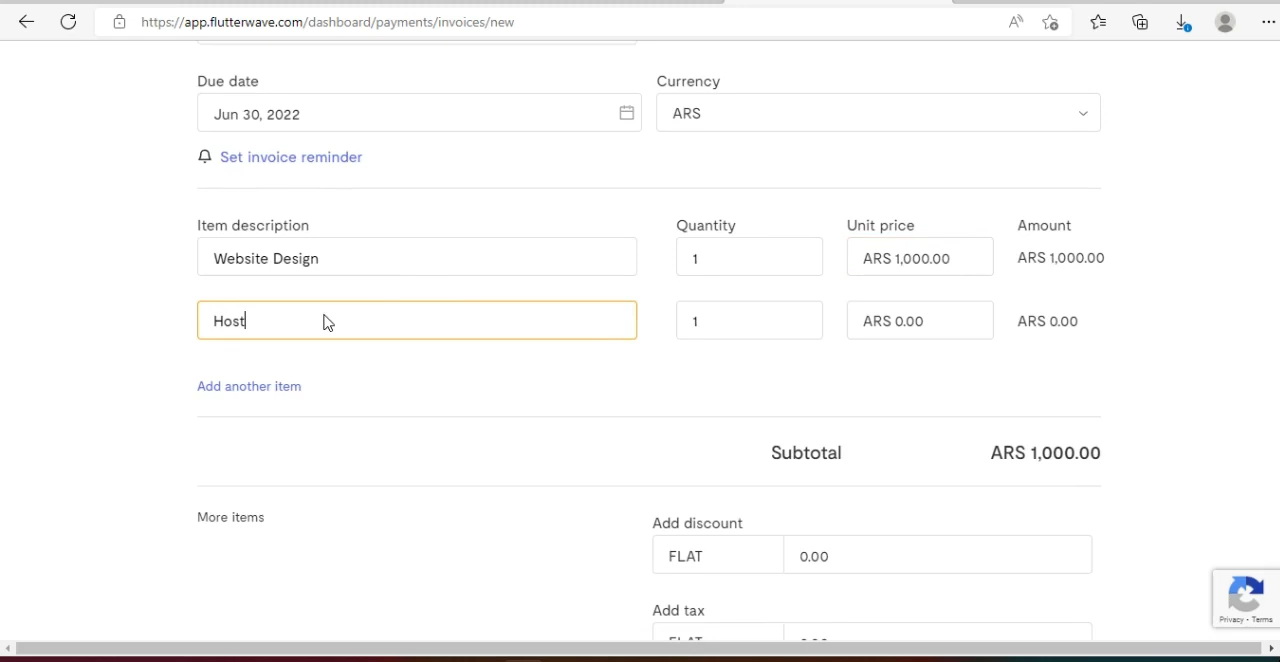 https://app.flutterwave.com/dashboard/payments/invoices/new
Due date Currency
Jun 30, 2022 ARS
Set invoice reminder
Item description Quantity Unit price Amount
Website Design 1 ARS 1,000.00 ARS 1,000.00
Host 1 ARS 0.00 ARS 0.00
Add another item
Subtotal ARS 1,000.00
More items
Add discount
FLAT 0.00
Add tax
Privacy - Terms